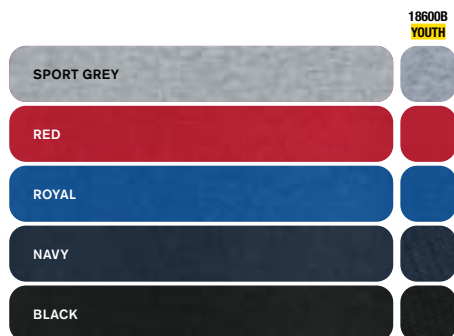 18600B
YOUTH
SPORT GREY
RED
ROYAL
NAVY
BLACK